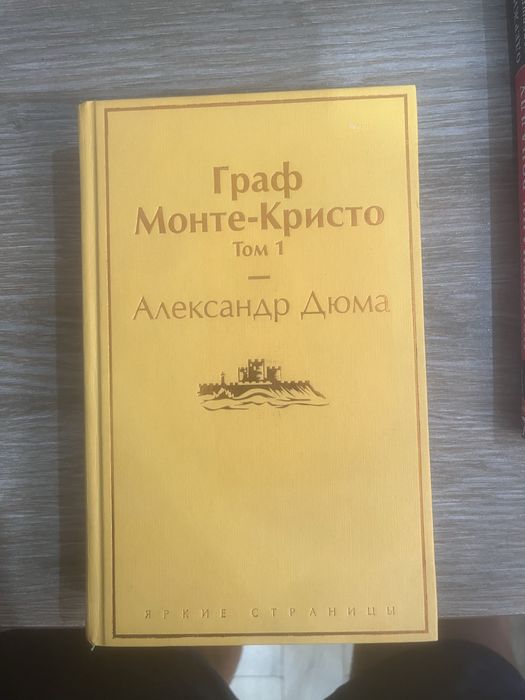 Граф
Монте-Кристо
Том 1
Александр Дюма
ЯРКИЕ СТРАНИЦЫ